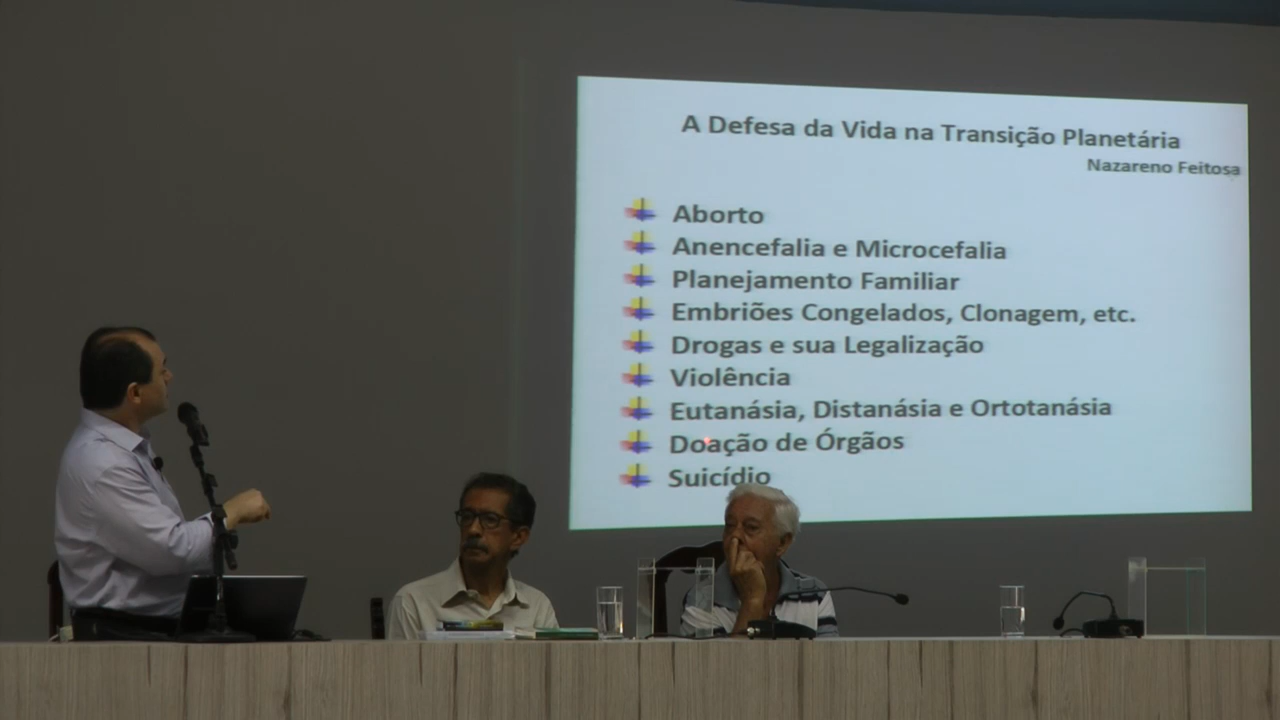 A Defesa da Vida na Transição Planetária
Nazareno Feitosa
Aborto
Anencefalia e Microcefalia
Planejamento Familiar
Embriões Congelados, Clonagem, etc.
Drogas e sua Legalização
Violência
Eutanásia, Distanásia e Ortotanásia
Doação de Órgãos
Suicídio